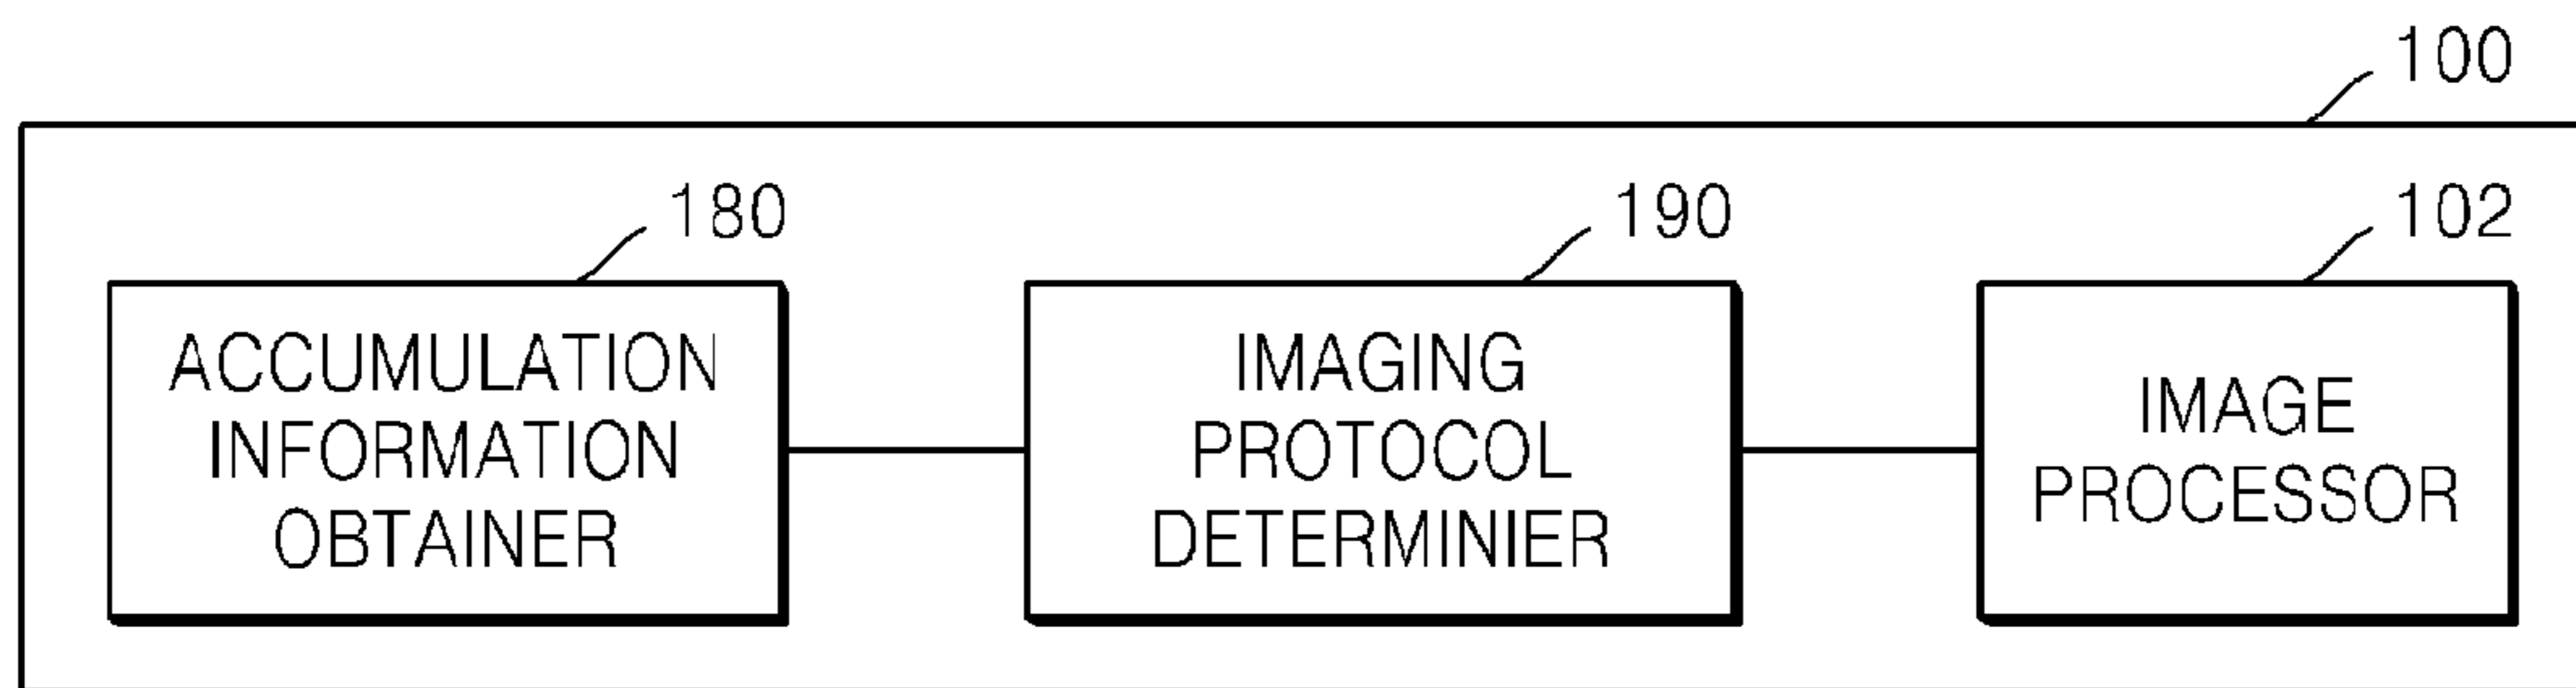 100
180
190
102
ACCUMULATION
INFORMATION
OBTAINER
IMAGING
PROTOCOL
DETERMINIER
IMAGE
PROCESSOR